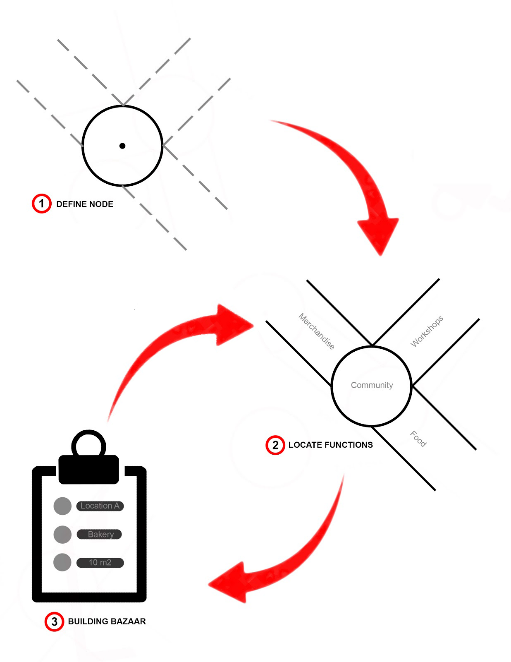 1 DEFINE NODE
Merchandise
Workshops
Community
Food
2 LOCATE FUNCTIONS
Location A
Bakery
10 m2
3 BUILDING BAZAAR